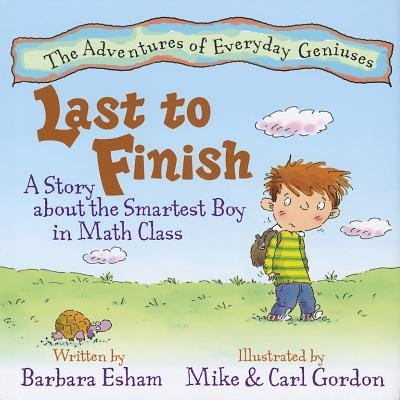 The Adventures of Everyday Geniuses
Last to
Finish
A Story
about the Smartest Boy
in Math Class
Written by
Barbara Esham
Illustrated by
Mike & Carl Gordon